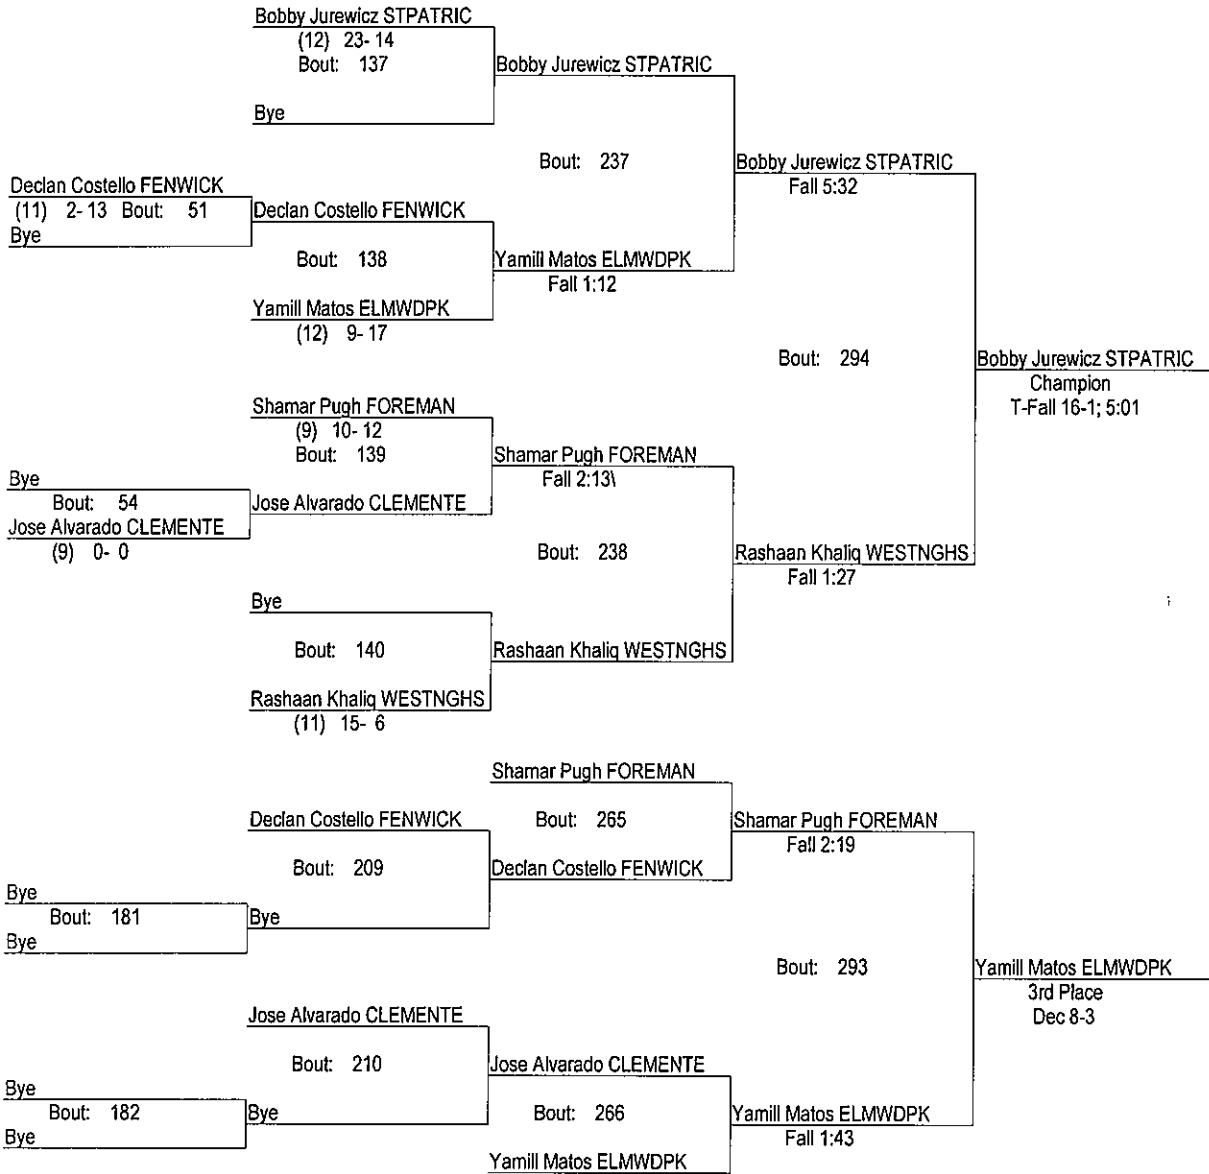 Bobby Jurewicz STPATRIC
(12) 23- 14
Bout: 137
Bobby Jurewicz STPATRIC
Bye
Bout: 237
Bobby Jurewicz STPATRIC
Fall 5:32
Declan Costello FENWICK
(11) 2- 13 Bout: 51
Bye
Declan Costello FENWICK
Bout: 138
Yamill Matos ELMWDPK
Fall 1:12
Yamill Matos ELMWDPK
(12) 9- 17
Bout: 294
Bobby Jurewicz STPATRIC
Champion
T-Fall 16-1; 5:01
Shamar Pugh FOREMAN
(9) 10- 12
Bout: 139
Shamar Pugh FOREMAN
Fall 2:13\
Bye
Bout: 54
Jose Alvarado CLEMENTE
Jose Alvarado CLEMENTE
(9) 0- 0
Bout: 238
Rashaan Khaliq WESTNGHS
Fall 1:27
Bye
Bout: 140
Rashaan Khaliq WESTNGHS
Rashaan Khaliq WESTNGHS
(11) 15- 6
Shamar Pugh FOREMAN
Declan Costello FENWICK
Bout: 265
Shamar Pugh FOREMAN
Fall 2:19
Bout: 209
Declan Costello FENWICK
Bye
Bout: 181
Bye
Bye
Bout: 293
Yamill Matos ELMWDPK
3rd Place
Dec 8-3
Jose Alvarado CLEMENTE
Bout: 210
Jose Alvarado CLEMENTE
Bye
Bout: 182
Bye
Bye
Bout: 266
Yamill Matos ELMWDPK
Fall 1:43
Yamill Matos ELMWDPK